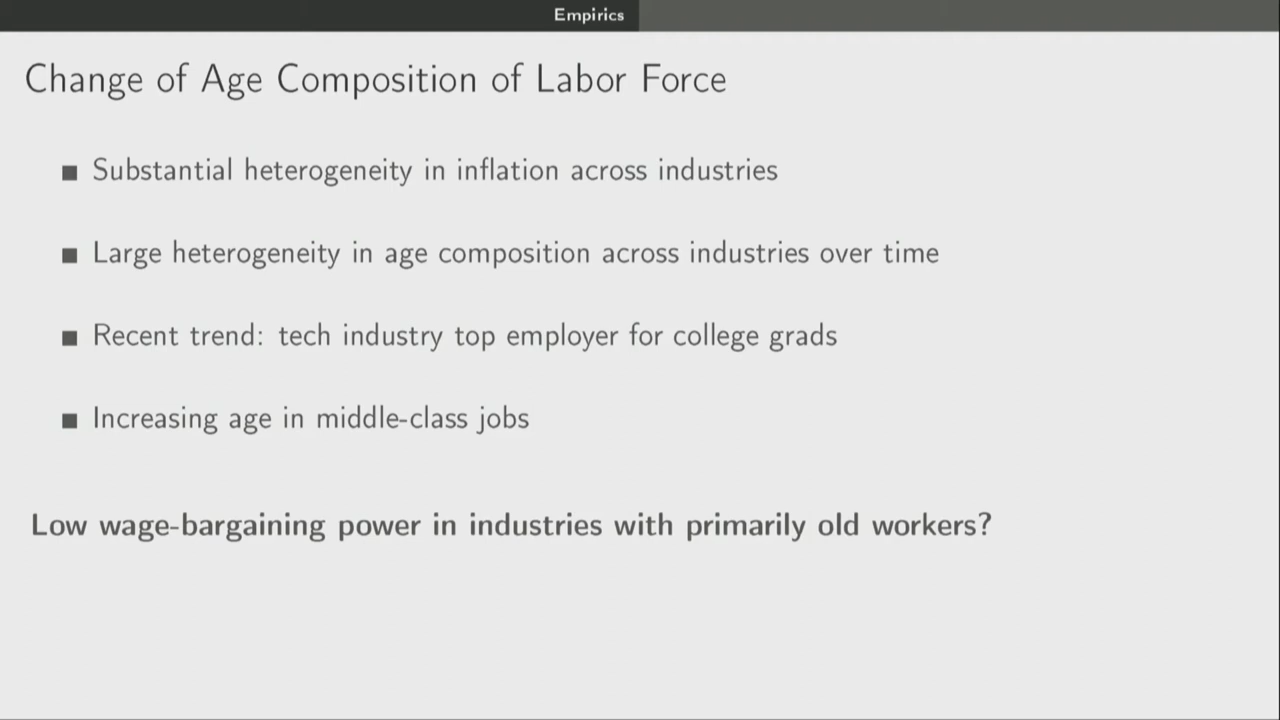 Empirics
Change of Age Composition of Labor Force
Substantial heterogeneity in inflation across industries
Large heterogeneity in age composition across industries over time
Recent trend: tech industry top employer for college grads
Increasing age in middle-class jobs
Low wage-bargaining power in industries with primarily old workers?